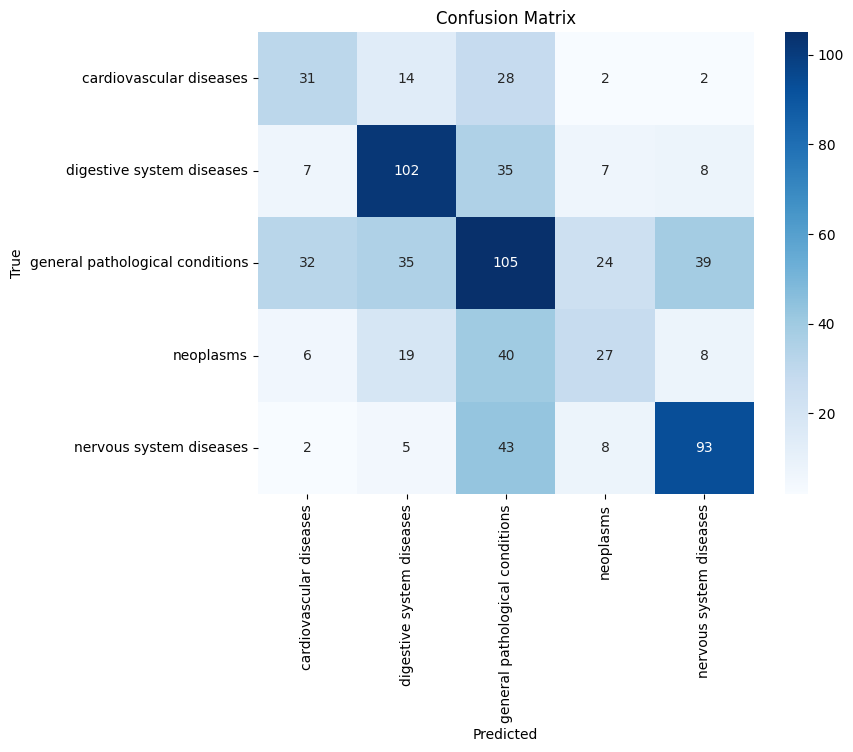 Confusion Matrix
True
cardiovascular diseases 31 14 28 2 2
digestive system diseases 7 102 35 7 8
general pathological conditions 32 35 105 24 39
neoplasms 6 19 40 27 8
nervous system diseases 2 5 43 8 93
cardiovascular diseases
digestive system diseases
general pathological conditions
neoplasms
nervous system diseases
Predicted
100
80
60
40
20